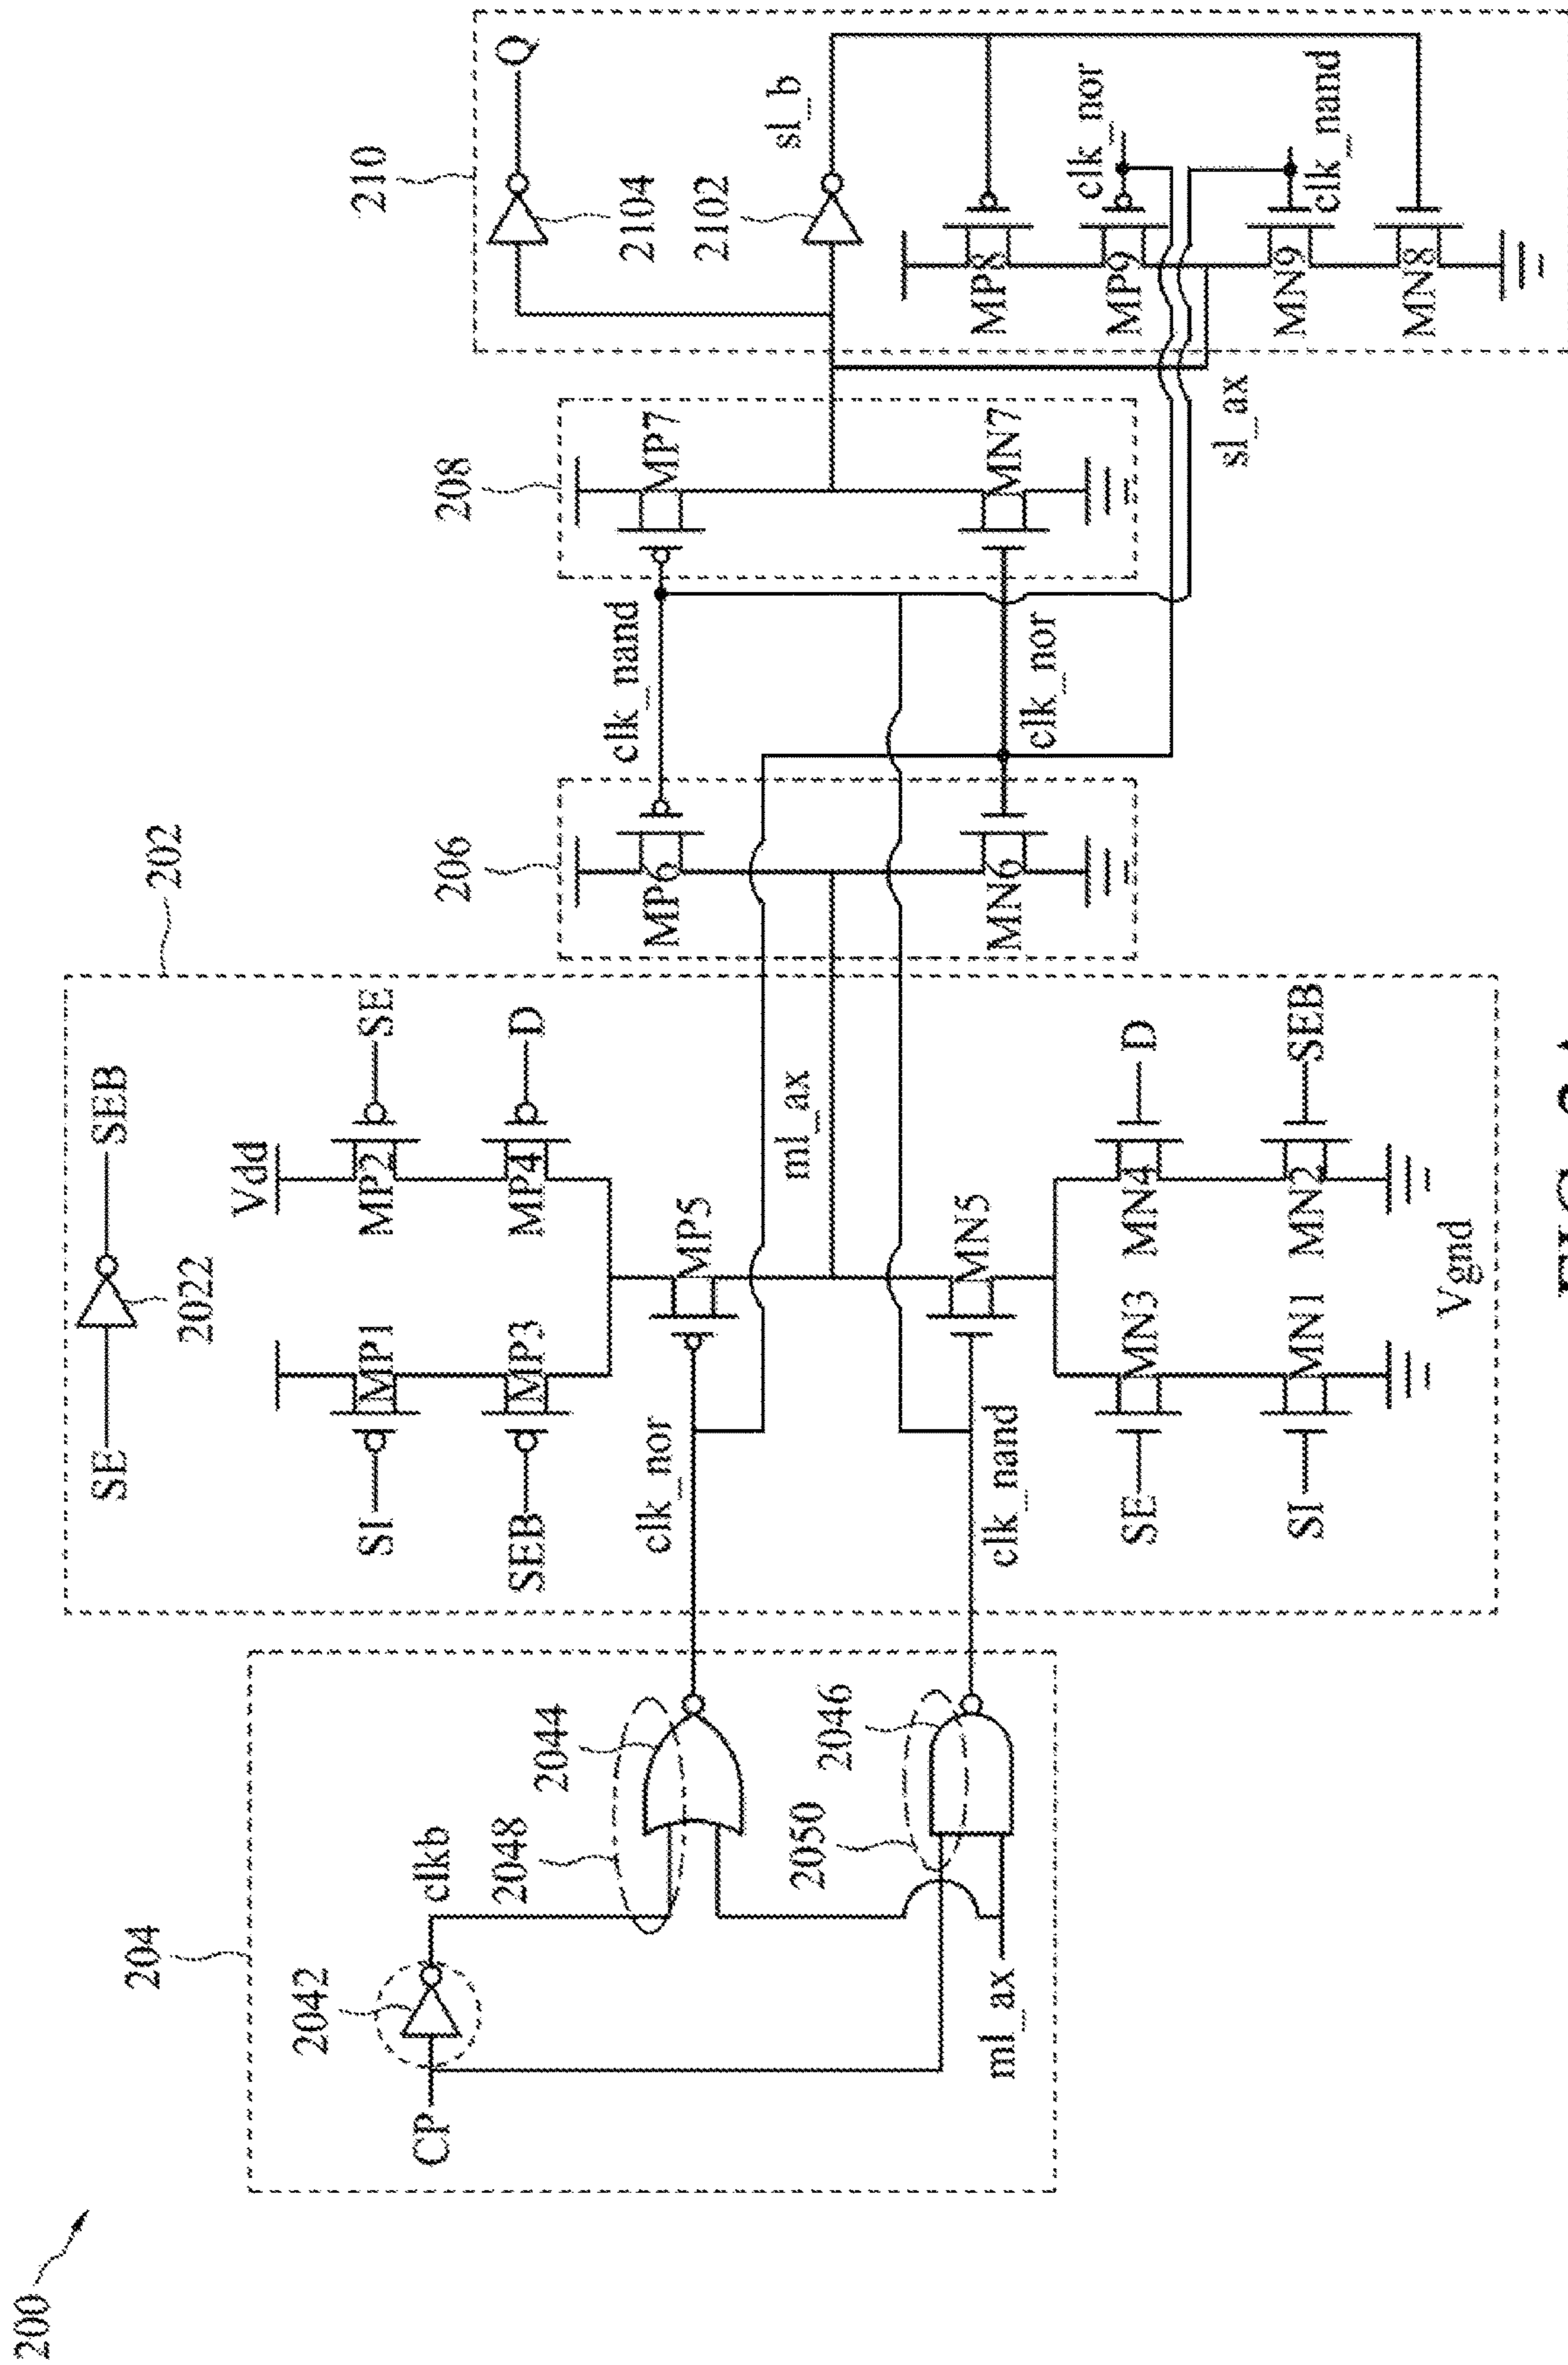 200
204
2042
CP
clkb
2048
2044
2050
2046
ml_ax
202
SE
SEB
2022
Vdd
SI
MP1
MP2
SE
SEB
MP3
MP4
D
clk_nor
MP5
ml_ax
clk_nand
MN5
SE
MN3
MN4
D
SI
MN1
MN2
SEB
Vgnd
206
MP6
MN6
clk_nand
clk_nor
208
MP7
MN7
sl_ax
210
Q
2104
2102
sl_b
MP8
MP9
clk_nor
MN9
clk_nand
MN8